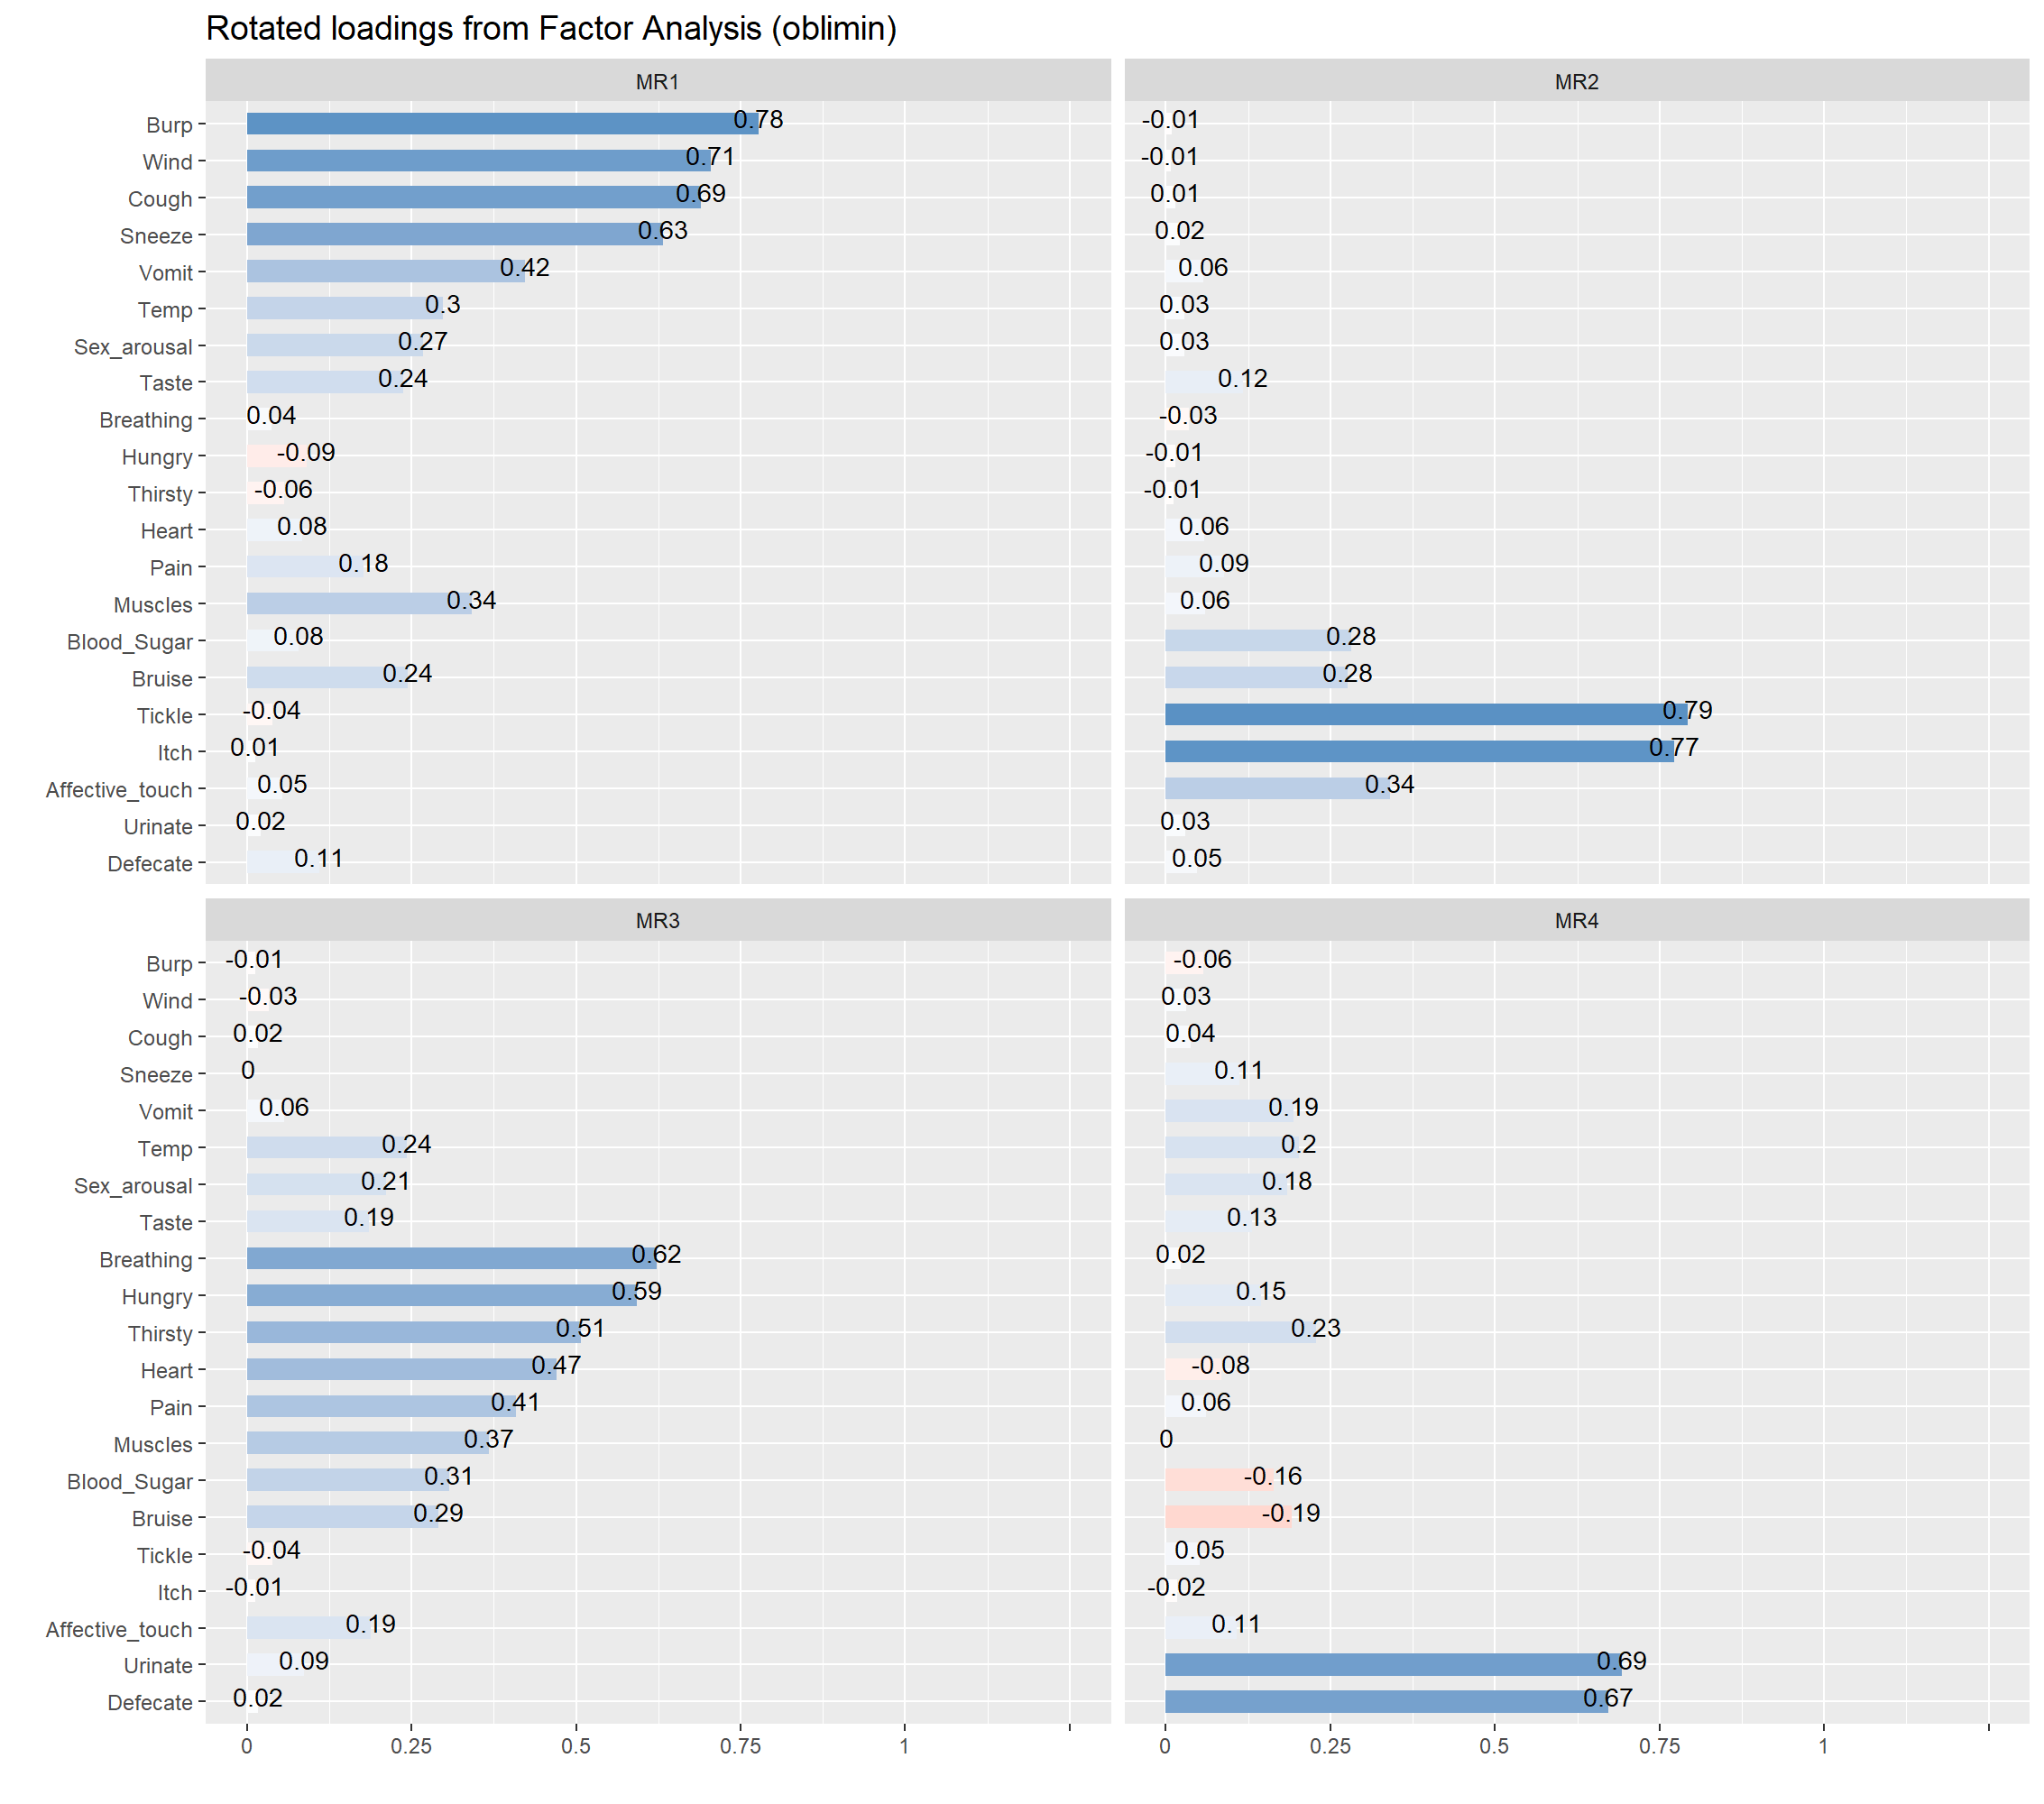 Rotated loadings from Factor Analysis (oblimin)
MR1
MR2
Burp 0.78 -0.01
Wind 0.71 -0.01
Cough 0.69 0.01
Sneeze 0.63 0.02
Vomit 0.42 0.06
Temp 0.3 0.03
Sex_arousal 0.27 0.03
Taste 0.24 0.12
Breathing 0.04 -0.03
Hungry -0.09 -0.01
Thirsty -0.06 -0.01
Heart 0.08 0.06
Pain 0.18 0.09
Muscles 0.34 0.06
Blood_Sugar 0.08 0.28
Bruise 0.24 0.28
Tickle -0.04 0.79
Itch 0.01 0.77
Affective_touch 0.05 0.34
Urinate 0.02 0.03
Defecate 0.11 0.05
MR3
MR4
Burp -0.01 -0.06
Wind -0.03 0.03
Cough 0.02 0.04
Sneeze 0 0.11
Vomit 0.06 0.19
Temp 0.24 0.2
Sex_arousal 0.21 0.18
Taste 0.19 0.13
Breathing 0.62 0.02
Hungry 0.59 0.15
Thirsty 0.51 0.23
Heart 0.47 -0.08
Pain 0.41 0.06
Muscles 0.37 0
Blood_Sugar 0.31 -0.16
Bruise 0.29 -0.19
Tickle -0.04 0.05
Itch -0.01 -0.02
Affective_touch 0.19 0.11
Urinate 0.09 0.69
Defecate 0.02 0.67
0 0.25 0.5 0.75 1
0 0.25 0.5 0.75 1